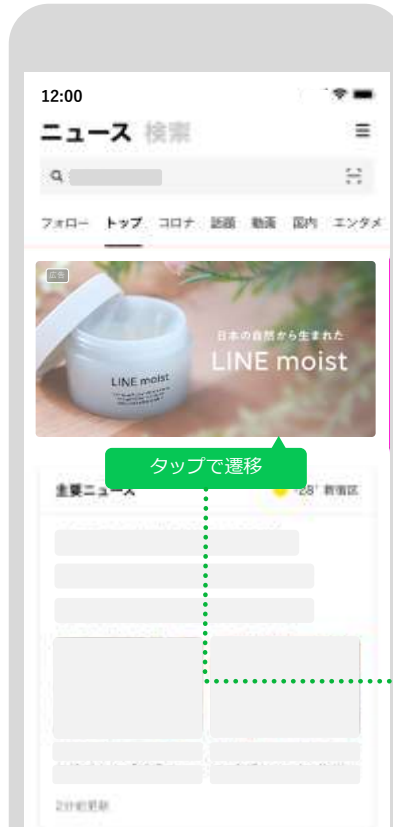 12:00
ニュース 検索
フォロー トップ コロナ 話題 動画 国内 エンタメ
広告
日本の自然から生まれた
LINE moist
LINE moist
タップで遷移
主要ニュース 28° 新宿区
2分前更新